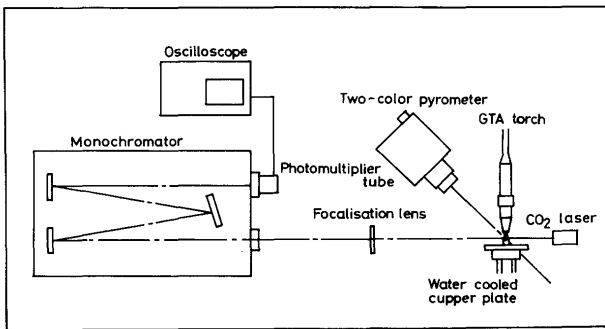 Oscilloscope
Two-color pyrometer
GTA torch
Monochromator
Photomultiplier
tube
Focalisation lens
CO2 laser
Water cooled
cupper plate